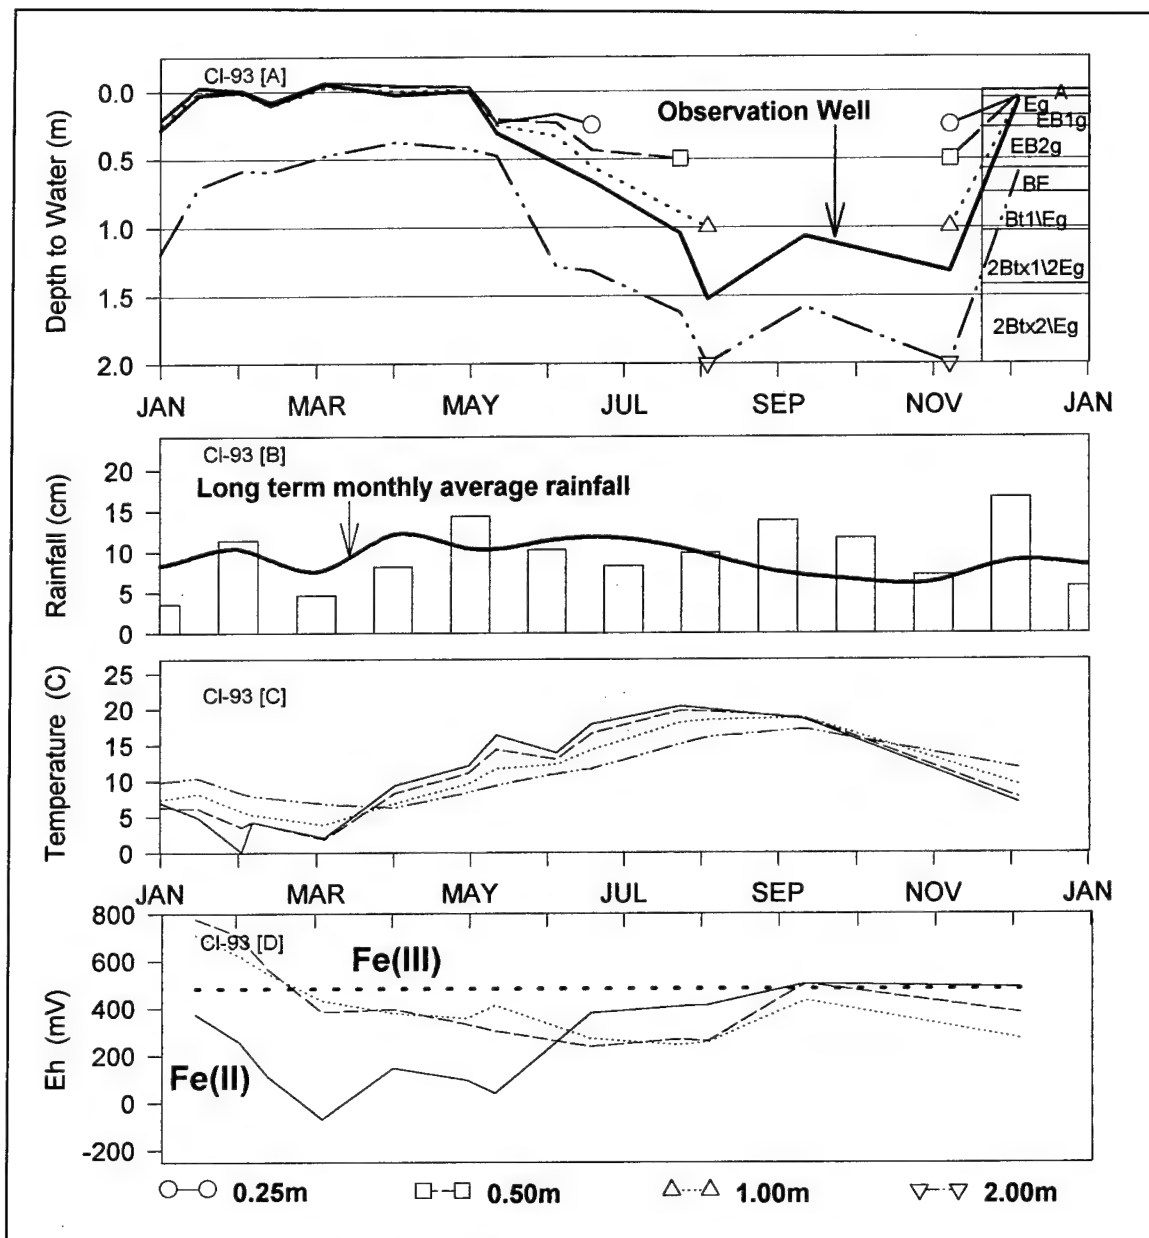 CI-93 [A]
Depth to Water (m)
0.0
0.5
1.0
1.5
2.0
Observation Well
A
Eg
EB1g
EB2g
BE
Bt1\Eg
2Btx1\2Eg
2Btx2\Eg
JAN MAR MAY JUL SEP NOV JAN
CI-93 [B]
Long term monthly average rainfall
Rainfall (cm)
20
15
10
5
0
CI-93 [C]
Temperature (C)
25
20
15
10
5
0
JAN MAR MAY JUL SEP NOV JAN
CI-93 [D]
Eh (mV)
800
600
400
200
0
-200
Fe(III)
Fe(II)
0.25m 0.50m 1.00m 2.00m